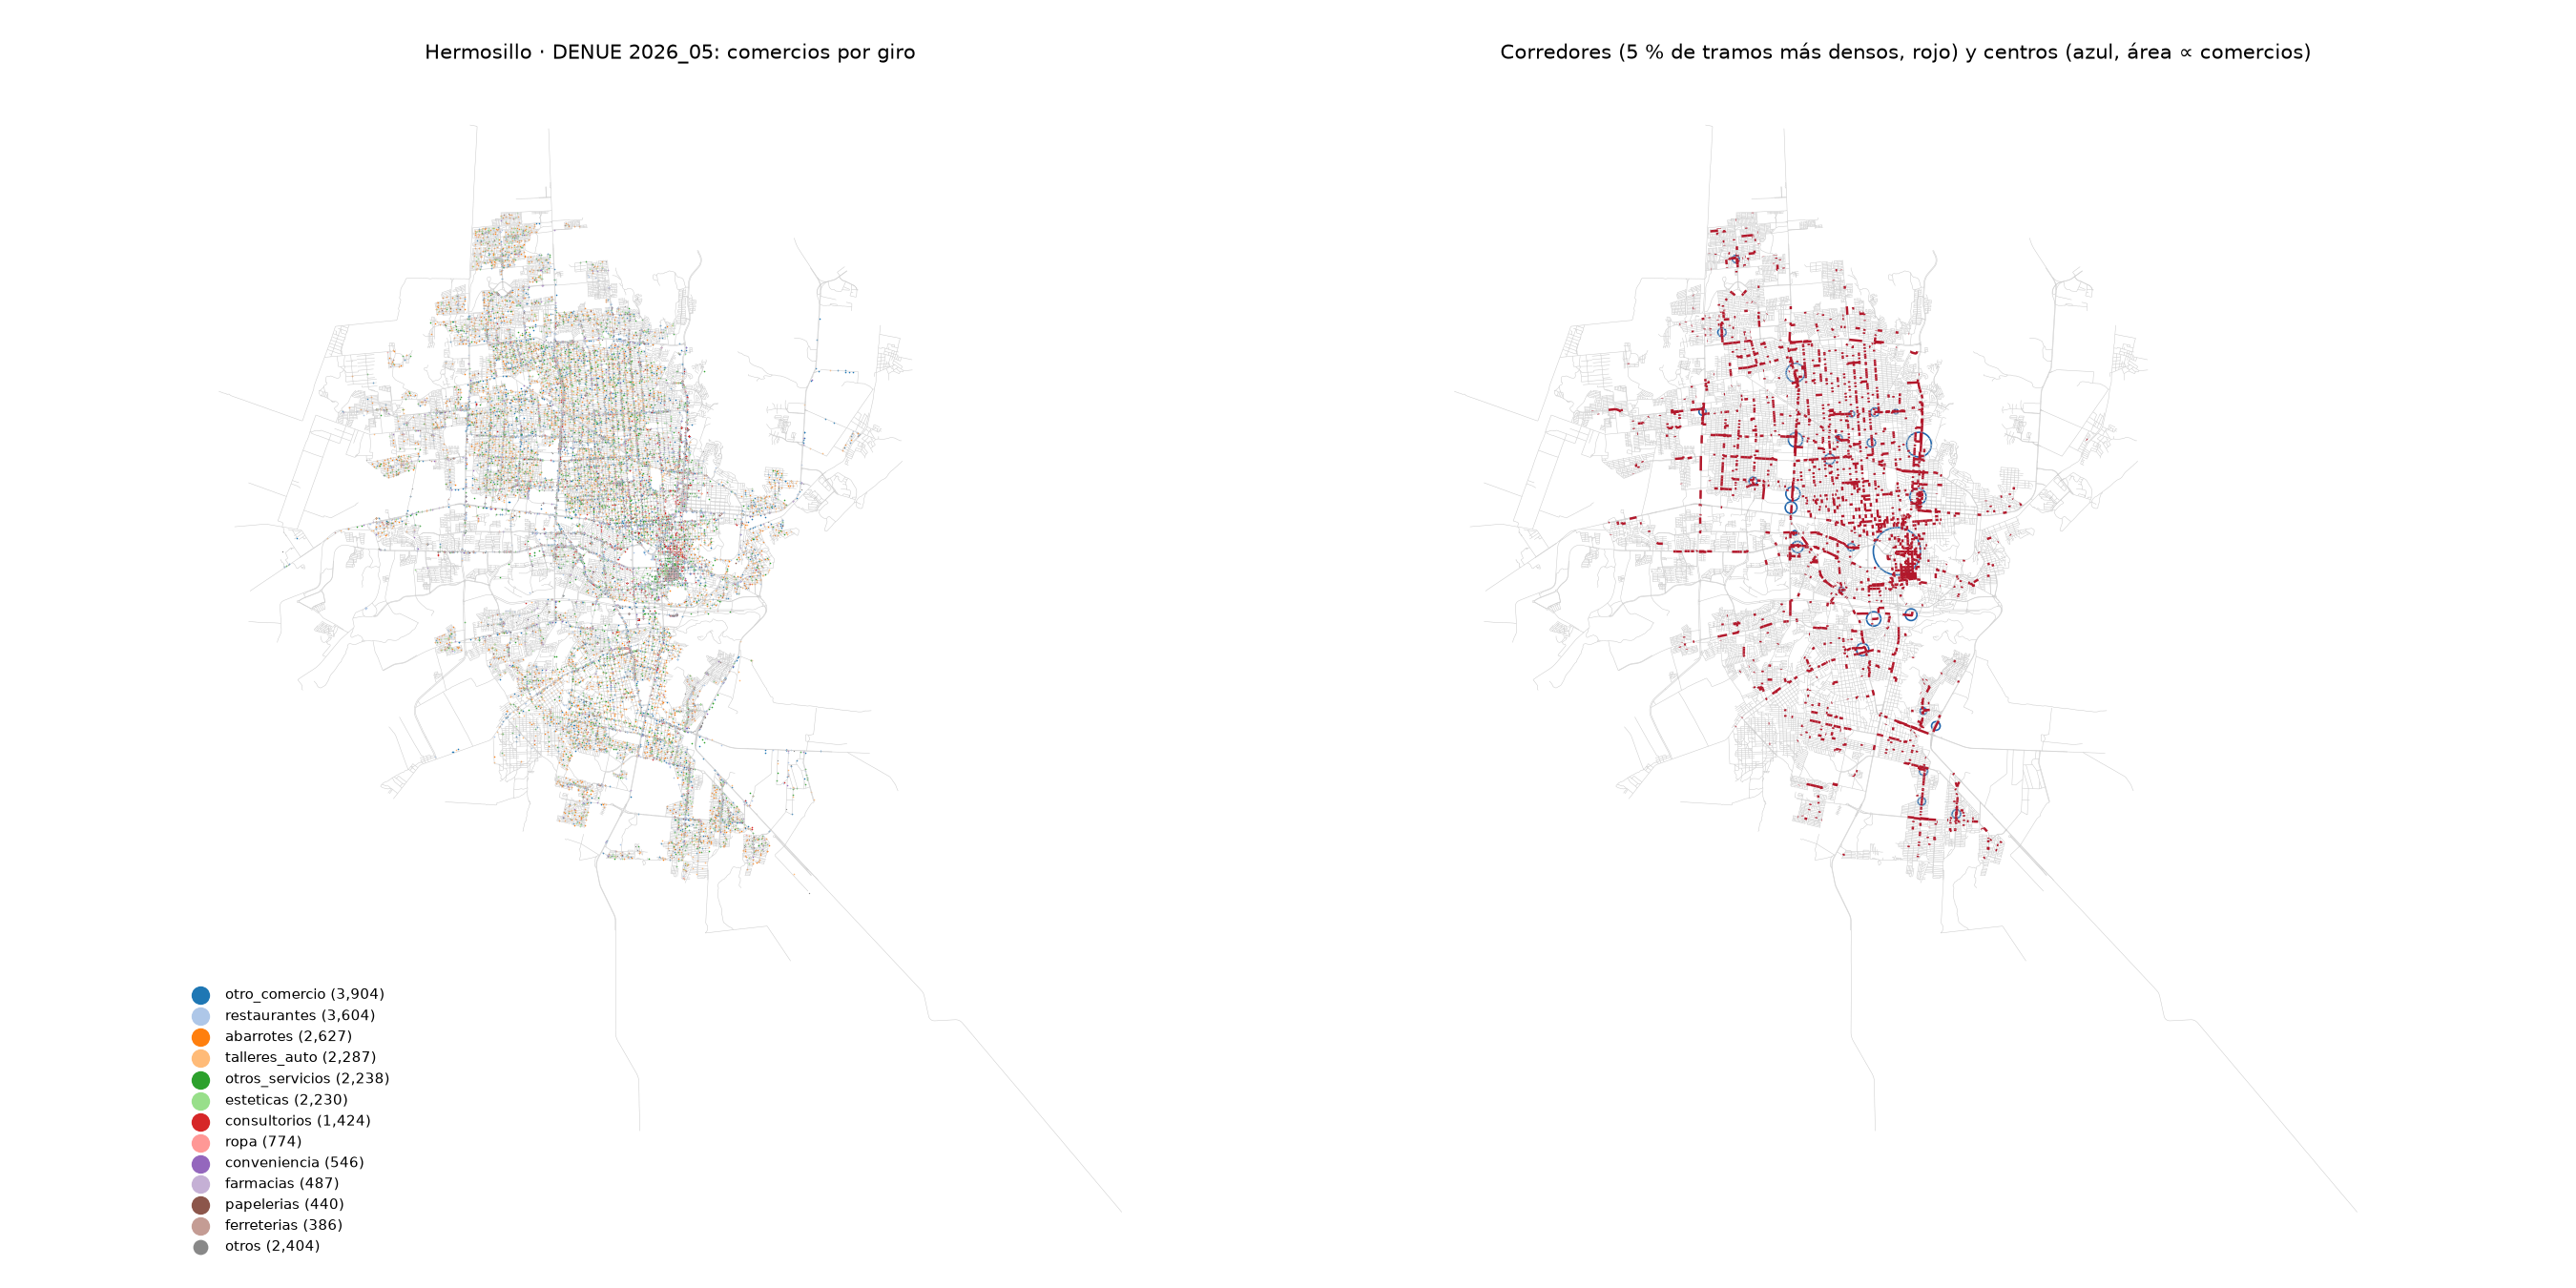 Hermosillo · DENUE 2026_05: comercios por giro
Corredores (5 % de tramos más densos, rojo) y centros (azul, área ∝ comercios)
otro_comercio (3,904)
restaurantes (3,604)
abarrotes (2,627)
talleres_auto (2,287)
otros_servicios (2,238)
esteticas (2,230)
consultorios (1,424)
ropa (774)
conveniencia (546)
farmacias (487)
papelerias (440)
ferreterias (386)
otros (2,404)